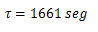 τ = 1661 seg